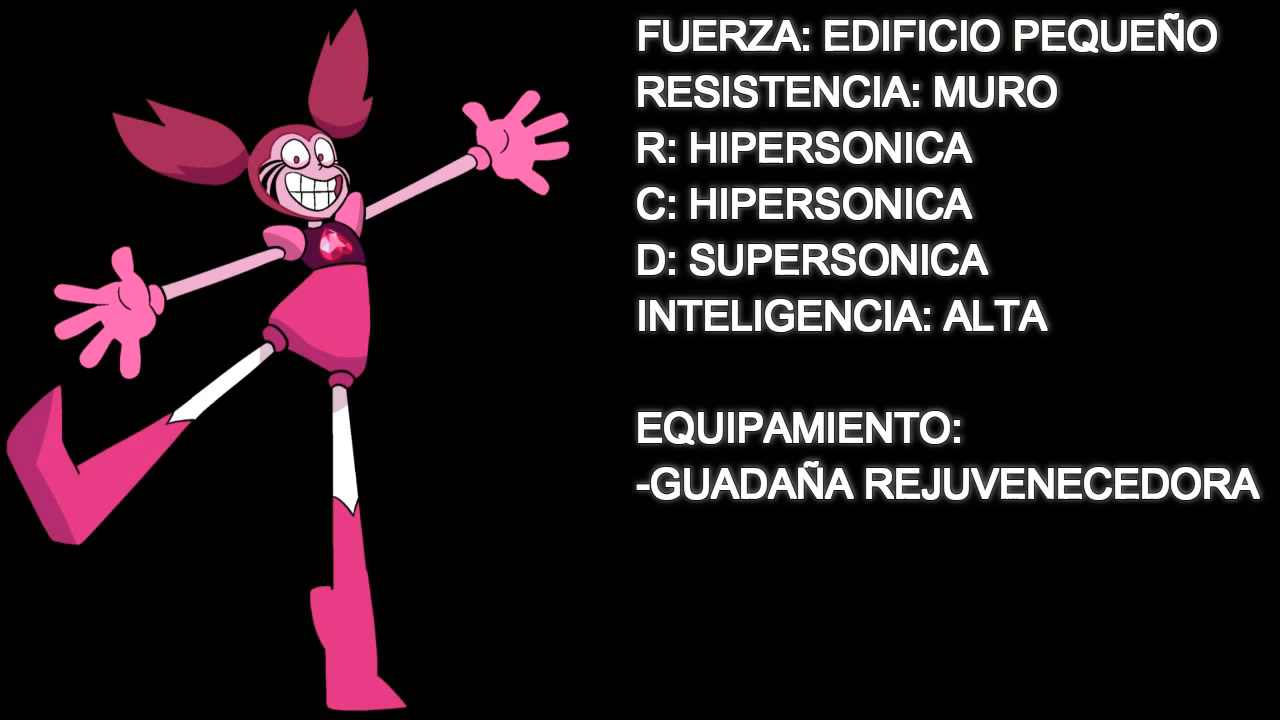 FUERZA: EDIFICIO PEQUEÑO
RESISTENCIA: MURO
R: HIPERSONICA
C: HIPERSONICA
D: SUPERSONICA
INTELIGENCIA: ALTA
EQUIPAMIENTO:
-GUADAÑA REJUVENECEDORA